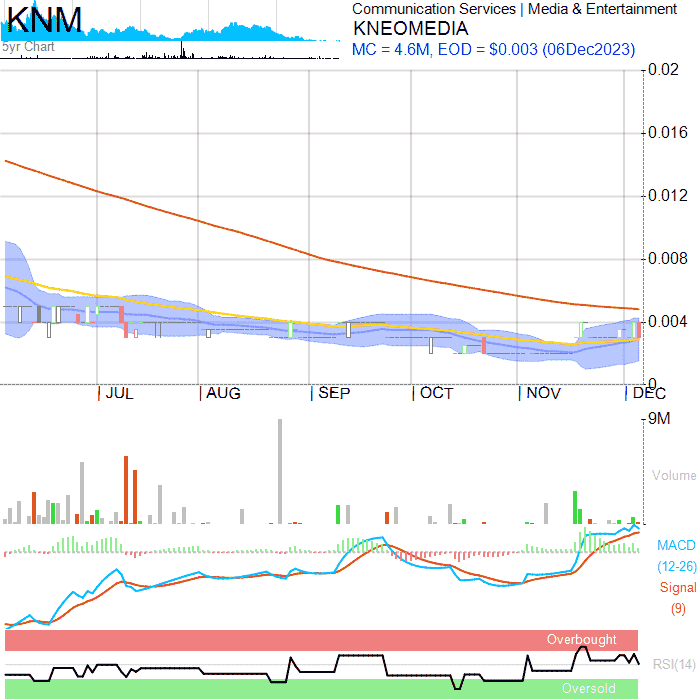 KNM
5yr Chart
Communication Services | Media & Entertainment
KNEOMEDIA
MC = 4.6M, EOD = $0.003 (06Dec2023)
0.02
0.016
0.012
0.008
0.004
0
JUL AUG SEP OCT NOV DEC
9M
Volume
MACD
(12-26)
Signal
(9)
Overbought
RSI(14)
Oversold